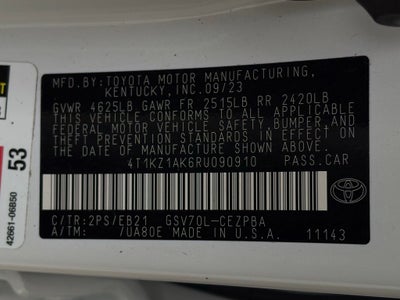 MFD.BY:TOYOTA MOTOR MANUFACTURING,
KENTUCKY, INC.09/23
GVWR 4625LB GAWR FR 2515LB RR 2420LB
THIS VEHICLE CONFORMS TO ALL APPLICABLE
FEDERAL MOTOR VEHICLE SAFETY, BUMPER, AND
THEFT PREVENTION STANDARDS IN EFFECT ON
THE DATE OF MANUFACTURE SHOWN ABOVE.
4T1KZ1AK6RU090910 PASS.CAR
C/TR:2PS/EB21 GSV70L-CEZPBA
A/TM: /UA80E MADE IN U.S.A. 11143
53
42661-06850